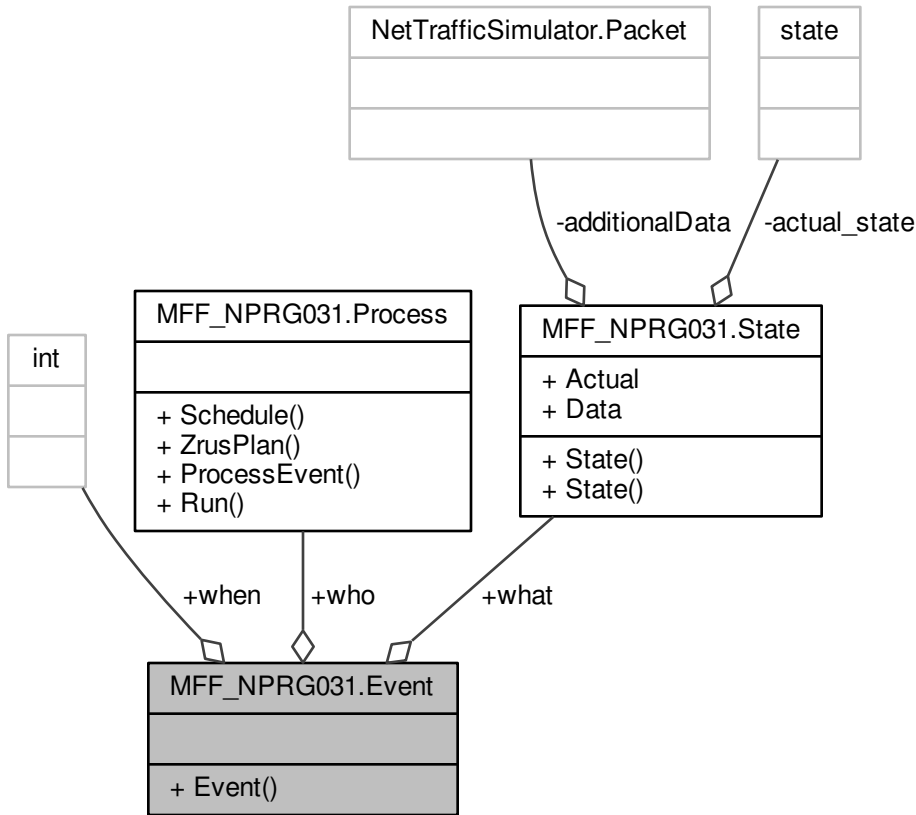 NetTrafficSimulator.Packet
state
-additionalData
-actual_state
MFF_NPRG031.Process
+ Schedule()
+ ZrusPlan()
+ ProcessEvent()
+ Run()
MFF_NPRG031.State
+ Actual
+ Data
+ State()
+ State()
int
+when
+who
+what
MFF_NPRG031.Event
+ Event()